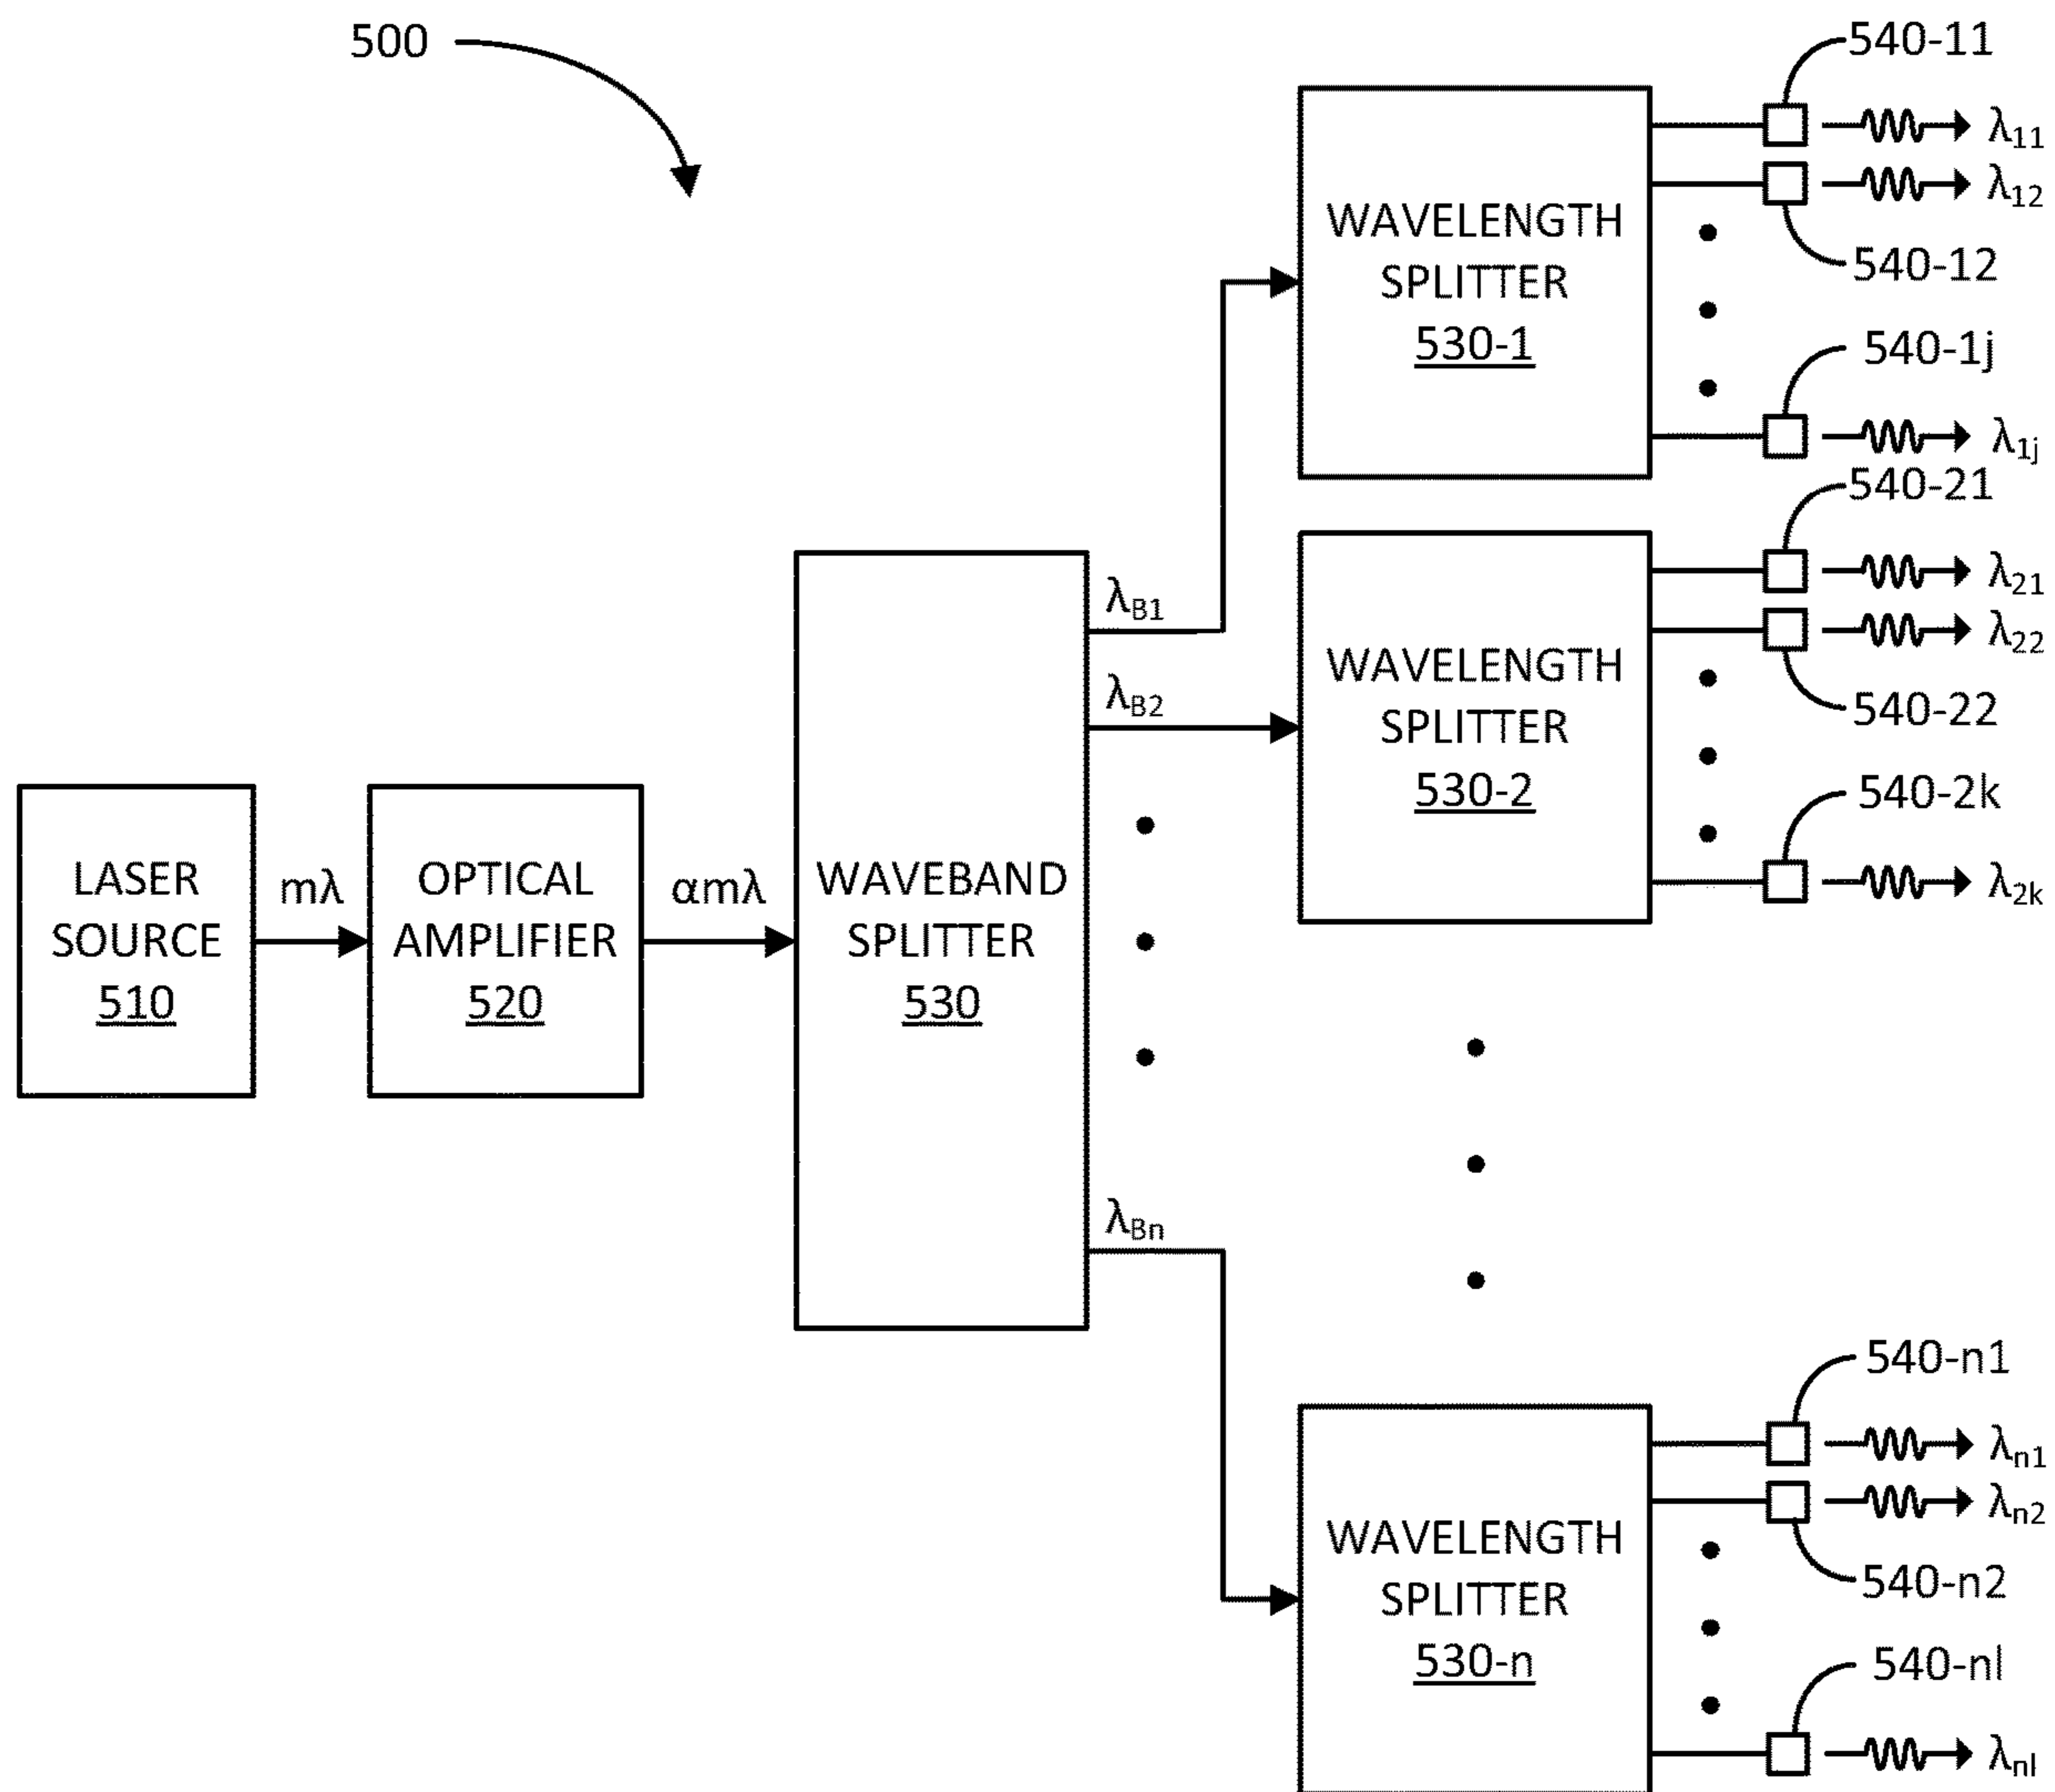 500
LASER
SOURCE
510
mλ
OPTICAL
AMPLIFIER
520
αmλ
WAVEBAND
SPLITTER
530
λB1
λB2
λBn
WAVELENGTH
SPLITTER
530-1
540-11
λ11
λ12
540-12
540-1j
λ1j
WAVELENGTH
SPLITTER
530-2
540-21
λ21
λ22
540-22
540-2k
λ2k
WAVELENGTH
SPLITTER
530-n
540-n1
λn1
λn2
540-n2
540-nl
λnl